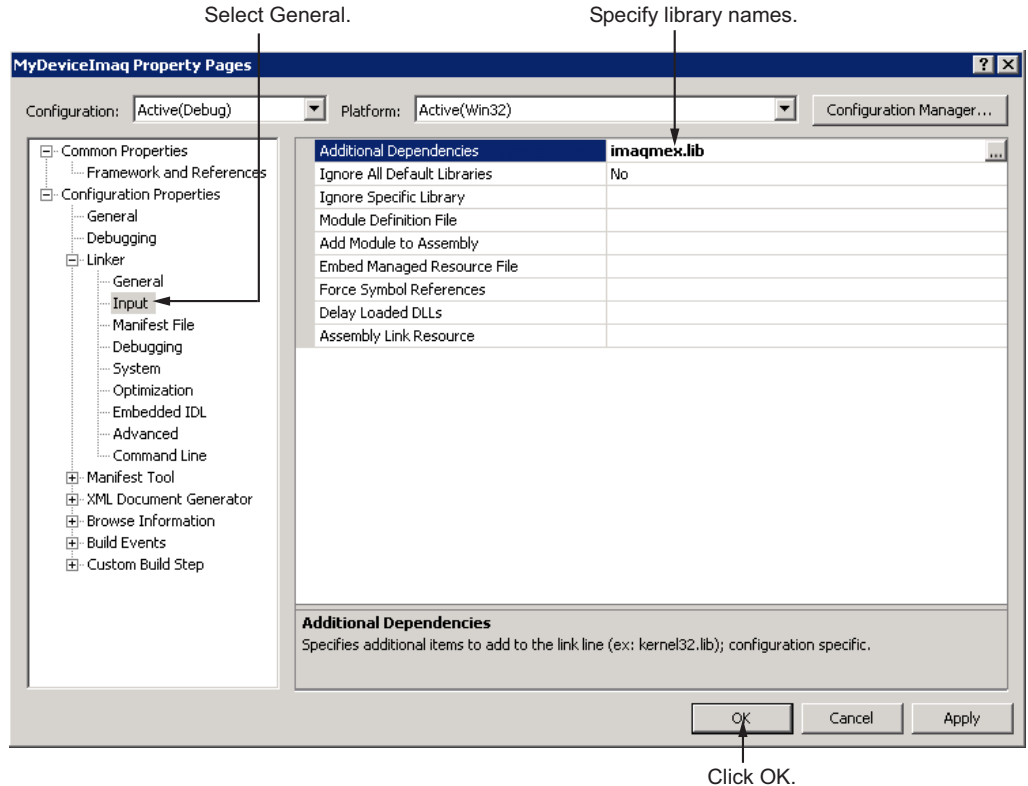 Select General.
Specify library names.
MyDeviceImaq Property Pages
Configuration: Active(Debug) Platform: Active(Win32) Configuration Manager...
Common Properties
Framework and References
Configuration Properties
General
Debugging
Linker
General
Input
Manifest File
Debugging
System
Optimization
Embedded IDL
Advanced
Command Line
Manifest Tool
XML Document Generator
Browse Information
Build Events
Custom Build Step
Additional Dependencies imaqmex.lib ...
Ignore All Default Libraries No
Ignore Specific Library
Module Definition File
Add Module to Assembly
Embed Managed Resource File
Force Symbol References
Delay Loaded DLLs
Assembly Link Resource
Additional Dependencies
Specifies additional items to add to the link line (ex: kernel32.lib); configuration specific.
OK Cancel Apply
Click OK.